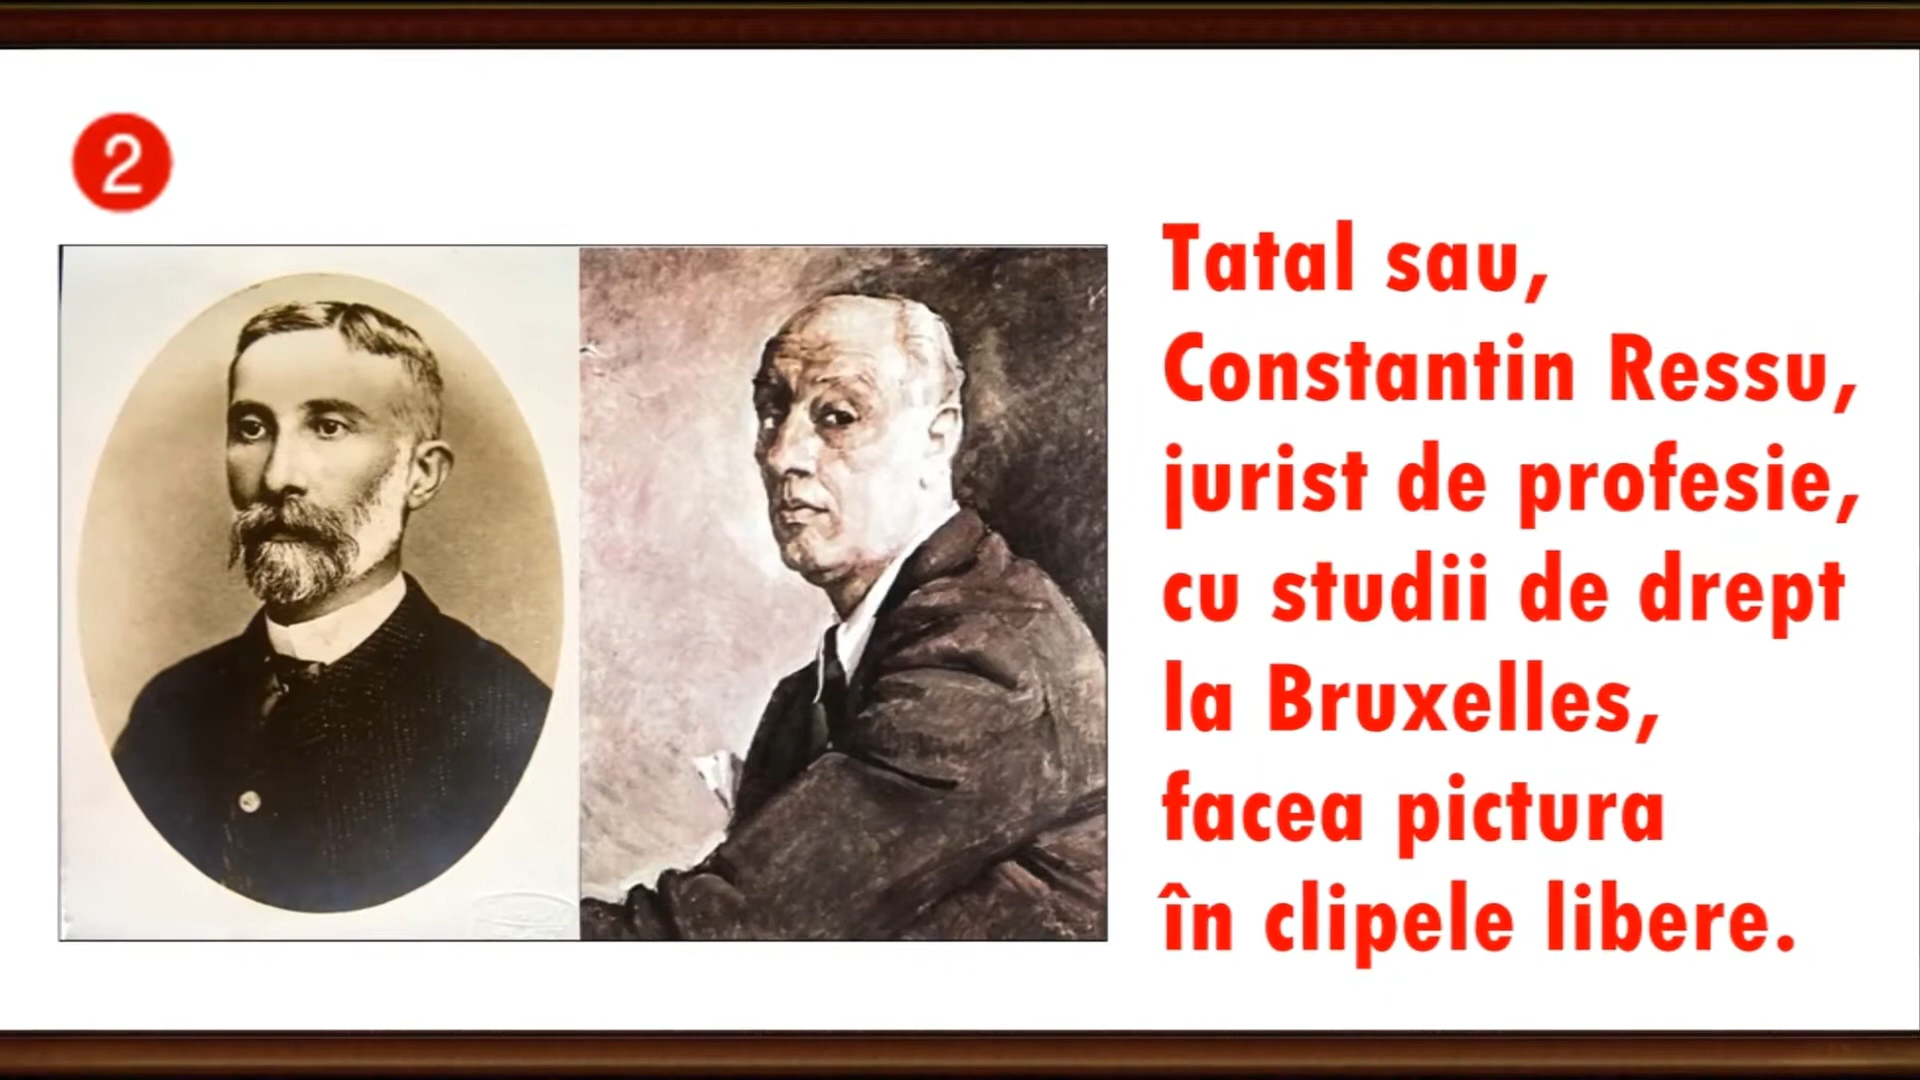 2
Tatal sau,
Constantin Ressu,
jurist de profesie,
cu studii de drept
la Bruxelles,
facea pictura
în clipele libere.